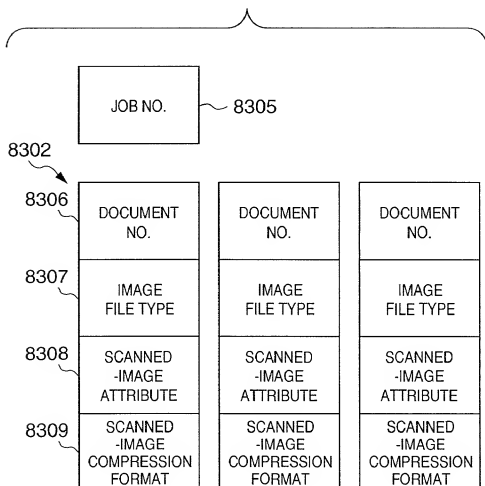 JOB NO.
8305
8302
8306
DOCUMENT
NO.
DOCUMENT
NO.
DOCUMENT
NO.
8307
IMAGE
FILE TYPE
IMAGE
FILE TYPE
IMAGE
FILE TYPE
8308
SCANNED
-IMAGE
ATTRIBUTE
SCANNED
-IMAGE
ATTRIBUTE
SCANNED
-IMAGE
ATTRIBUTE
8309
SCANNED
-IMAGE
COMPRESSION
FORMAT
SCANNED
-IMAGE
COMPRESSION
FORMAT
SCANNED
-IMAGE
COMPRESSION
FORMAT